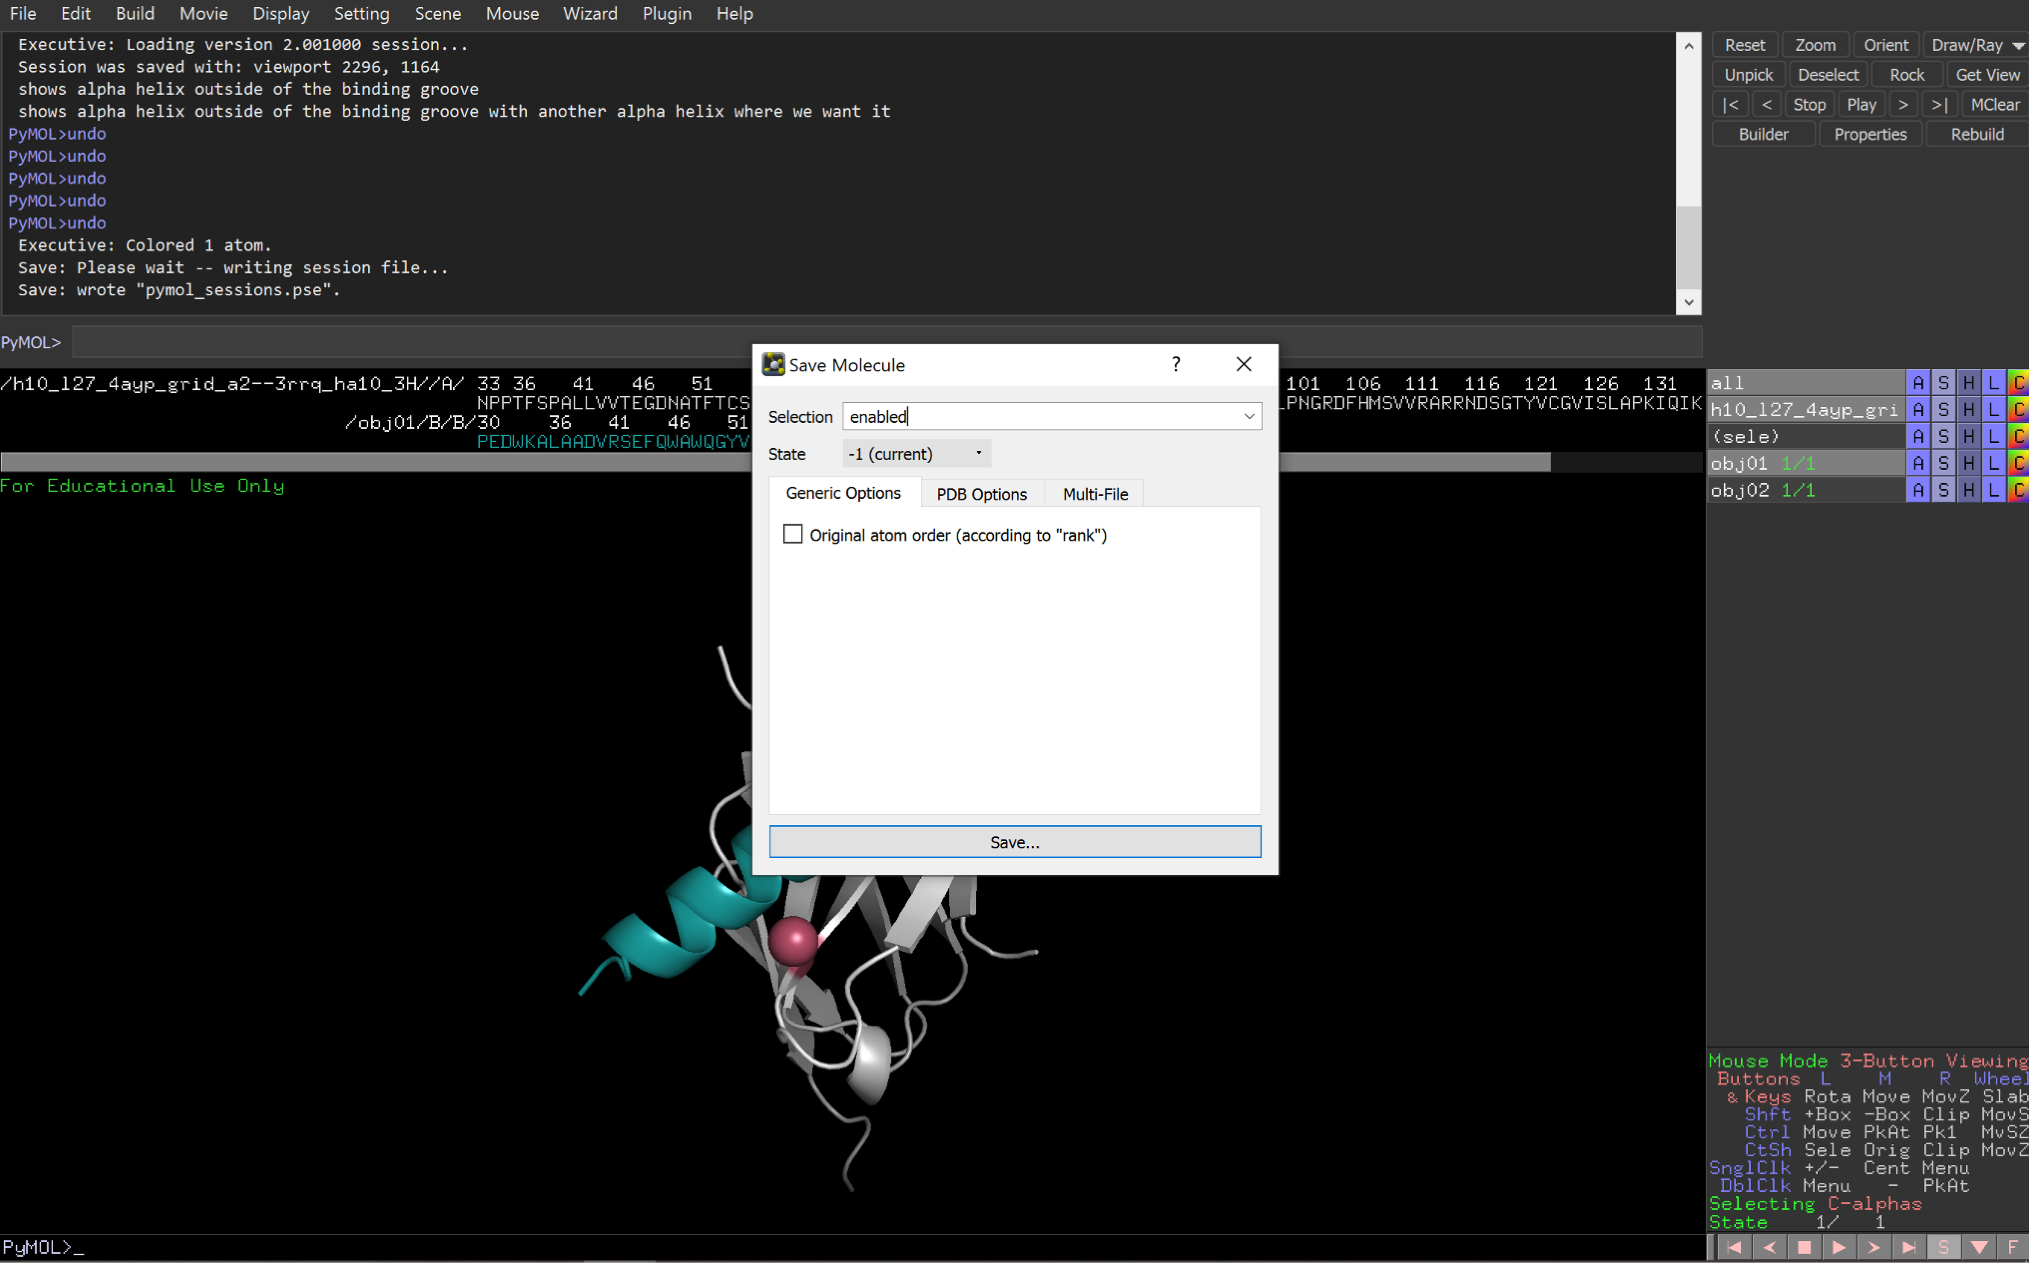 File Edit Build Movie Display Setting Scene Mouse Wizard Plugin Help
Executive: Loading version 2.001000 session...
Session was saved with: viewport 2296, 1164
shows alpha helix outside of the binding groove
shows alpha helix outside of the binding groove with another alpha helix where we want it
PyMOL>undo
PyMOL>undo
PyMOL>undo
PyMOL>undo
PyMOL>undo
Executive: Colored 1 atom.
Save: Please wait -- writing session file...
Save: wrote "pymol_sessions.pse".
PyMOL>
Reset Zoom Orient Draw/Ray
Unpick Deselect Rock Get View
|< < Stop Play > >| MClear
Builder Properties Rebuild
/h10_l27_4ayp_grid_a2--3rrq_ha10_3H//A/ 33 36 41 46 51 101 106 111 116 121 126 131
NPPTFSPALLVVTEGDNATFTCS LPNGRDFHMSVVRARRNDSGTYVCGVISLAPKIQIK
/obj01/B/B/30 36 41 46 51
PEDWKALAADVRSEFQWAWQGYV
For Educational Use Only
Save Molecule ? X
Selection enabled
State -1 (current)
Generic Options PDB Options Multi-File
Original atom order (according to "rank")
Save...
all A S H L C
h10_l27_4ayp_gri A S H L C
(sele) A S H L C
obj01 1/1 A S H L C
obj02 1/1 A S H L C
Mouse Mode 3-Button Viewing
Buttons L M R Wheel
& Keys Rota Move MovZ Slab
Shft +Box -Box Clip MovS
Ctrl Move PkAt Pk1 MvSZ
CtSh Sele Orig Clip MovZ
SnglClk +/- Cent Menu
DblClk Menu - PkAt
Selecting C-alphas
State 1/ 1
PyMOL>_
S F